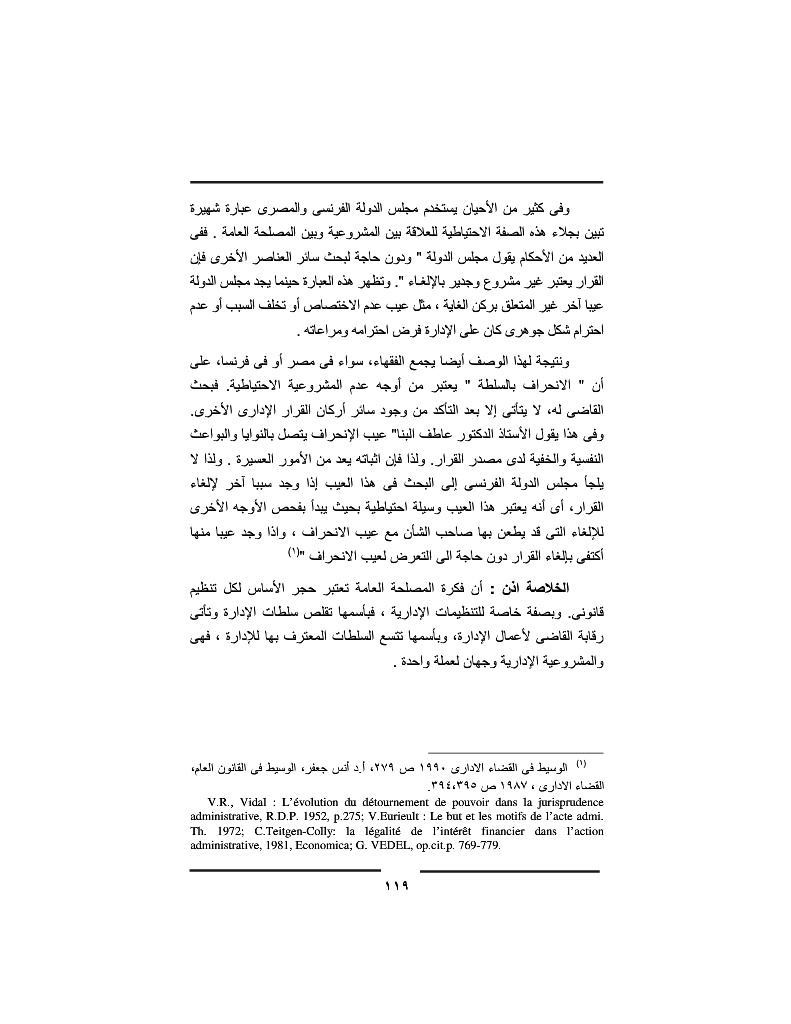 وفى كثير من الأحيان يستخدم مجلس الدولة الفرنسى والمصرى عبارة شهيرة
تبين بجلاء هذه الصفة الاحتياطية للعلاقة بين المشروعية وبين المصلحة العامة . ففى
العديد من الأحكام يقول مجلس الدولة " ودون حاجة لبحث سائر العناصر الأخرى فإن
القرار يعتبر غير مشروع وجدير بالإلغاء ". وتظهر هذه العبارة حينما يجد مجلس الدولة
عيبا آخر غير المتعلق بركن الغاية ، مثل عيب عدم الاختصاص أو تخلف السبب أو عدم
احترام شكل جوهرى كان على الإدارة فرض احترامه ومراعاته .
ونتيجة لهذا الوصف أيضا يجمع الفقهاء، سواء فى مصر أو فى فرنسا، على
أن " الانحراف بالسلطة " يعتبر من أوجه عدم المشروعية الاحتياطية. فبحث
القاضى له، لا يتأتى إلا بعد التأكد من وجود سائر أركان القرار الإدارى الأخرى.
وفى هذا يقول الأستاذ الدكتور عاطف البنا" عيب الإنحراف يتصل بالنوايا والبواعث
النفسية والخفية لدى مصدر القرار. ولذا فإن اثباته يعد من الأمور العسيرة . ولذا لا
يلجأ مجلس الدولة الفرنسى إلى البحث فى هذا العيب إذا وجد سببا آخر لإلغاء
القرار، أى أنه يعتبر هذا العيب وسيلة احتياطية بحيث يبدأ بفحص الأوجه الأخرى
للإلغاء التى قد يطعن بها صاحب الشأن مع عيب الانحراف ، واذا وجد عيبا منها
أكتفى بإلغاء القرار دون حاجة الى التعرض لعيب الانحراف "(١)
الخلاصة اذن : أن فكرة المصلحة العامة تعتبر حجر الأساس لكل تنظيم
قانونى. وبصفة خاصة للتنظيمات الإدارية ، فبأسمها تقلص سلطات الإدارة وتأتى
رقابة القاضى لأعمال الإدارة، وبأسمها تتسع السلطات المعترف بها للإدارة ، فهى
والمشروعية الإدارية وجهان لعملة واحدة .
(١) الوسيط فى القضاء الادارى ١٩٩٠ ص ٢٧٩، أ.د أنس جعفر، الوسيط فى القانون العام،
القضاء الادارى ، ١٩٨٧ ص ٣٩٤،٣٩٥.
V.R., Vidal : L'évolution du détournement de pouvoir dans la jurisprudence
administrative, R.D.P. 1952, p.275; V.Eurieult : Le but et les motifs de l'acte admi.
Th. 1972; C.Teitgen-Colly: la légalité de l'intérêt financier dans l'action
administrative, 1981, Economica; G. VEDEL, op.cit.p. 769-779.
١١٩